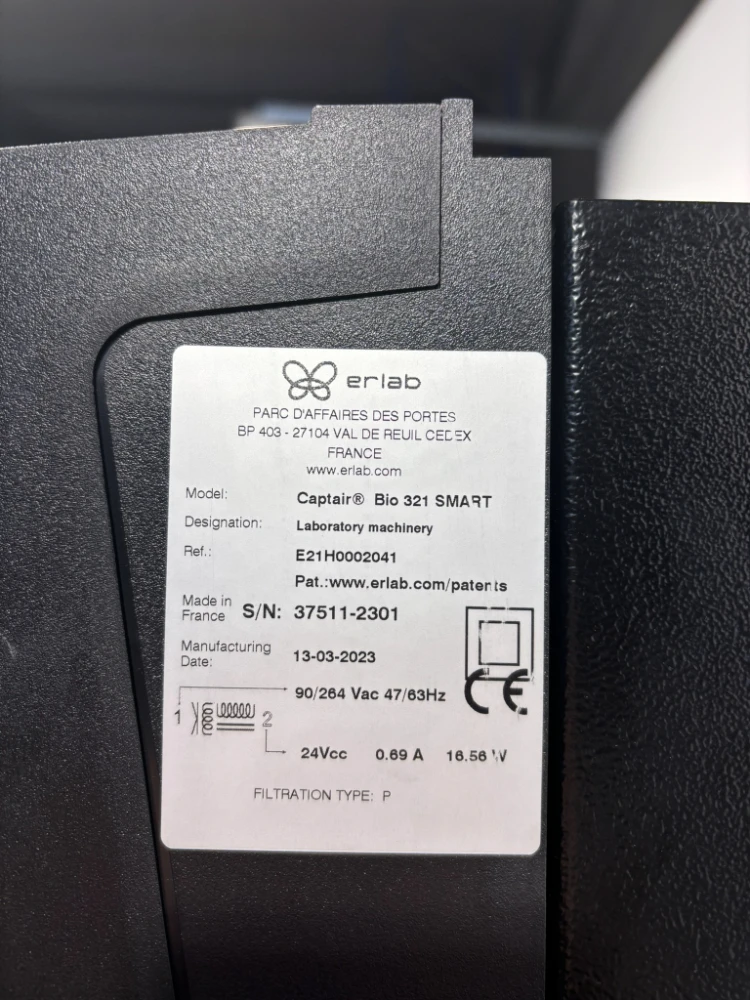 erlab
PARC D'AFFAIRES DES PORTES
BP 403 - 27104 VAL DE REUIL CEDEX
FRANCE
www.erlab.com
Model: Captair® Bio 321 SMART
Designation: Laboratory machinery
Ref.: E21H0002041
Pat.:www.erlab.com/patents
Made in France S/N: 37511-2301
Manufacturing Date: 13-03-2023
90/264 Vac 47/63Hz
1 2
24Vcc 0.69 A 16.56 W
CE
FILTRATION TYPE: P